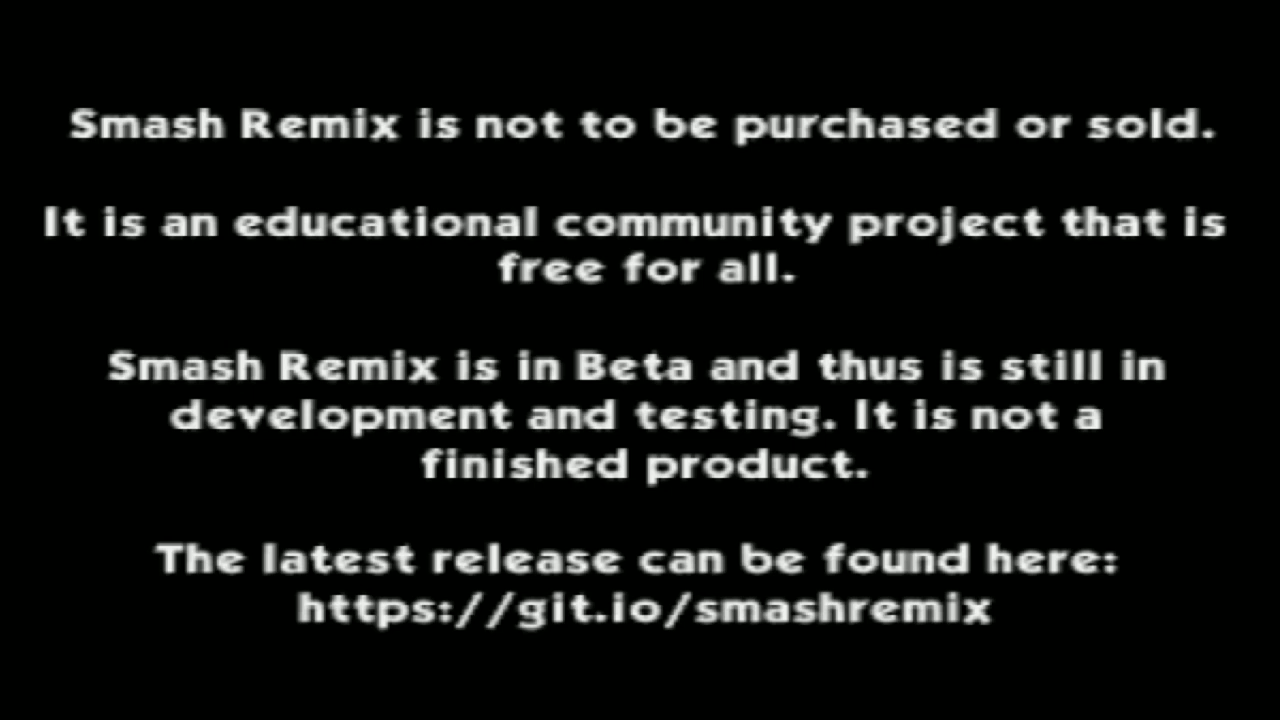 Smash Remix is not to be purchased or sold.
It is an educational community project that is
free for all.
Smash Remix is in Beta and thus is still in
development and testing. It is not a
finished product.
The latest release can be found here:
https://git.io/smashremix